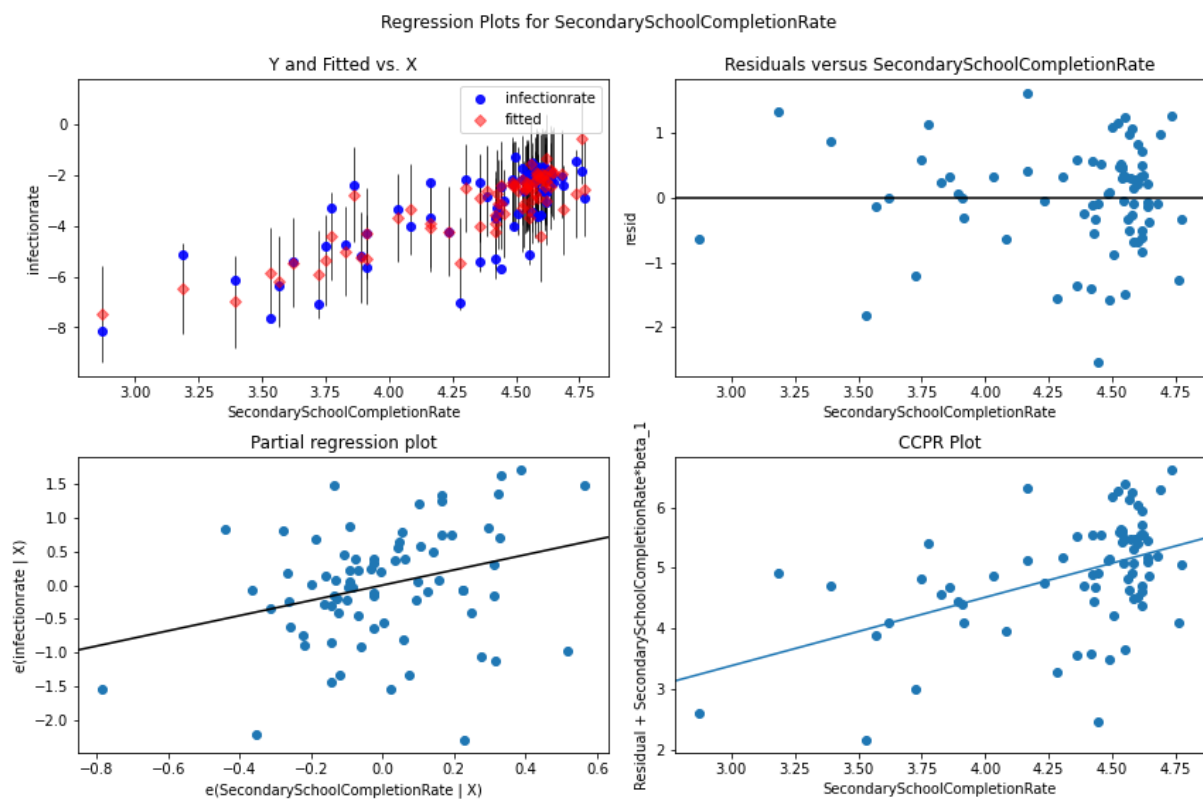 Regression Plots for SecondarySchoolCompletionRate
Y and Fitted vs. X
infectionrate
fitted
0
−2
−4
−6
−8
infectionrate
3.00 3.25 3.50 3.75 4.00 4.25 4.50 4.75
SecondarySchoolCompletionRate
Residuals versus SecondarySchoolCompletionRate
1
0
−1
−2
resid
3.00 3.25 3.50 3.75 4.00 4.25 4.50 4.75
SecondarySchoolCompletionRate
Partial regression plot
1.5
1.0
0.5
0.0
−0.5
−1.0
−1.5
−2.0
e(infectionrate | X)
−0.8 −0.6 −0.4 −0.2 0.0 0.2 0.4 0.6
e(SecondarySchoolCompletionRate | X)
CCPR Plot
6
5
4
3
2
Residual + SecondarySchoolCompletionRate*beta_1
3.00 3.25 3.50 3.75 4.00 4.25 4.50 4.75
SecondarySchoolCompletionRate